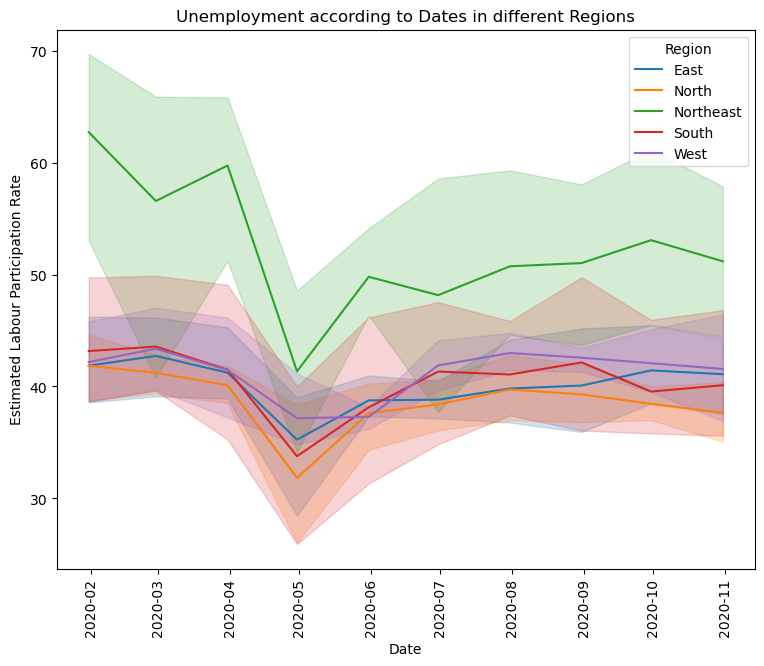 Unemployment according to Dates in different Regions
Estimated Labour Participation Rate
70
60
50
40
30
Region
East
North
Northeast
South
West
2020-02
2020-03
2020-04
2020-05
2020-06
2020-07
2020-08
2020-09
2020-10
2020-11
Date